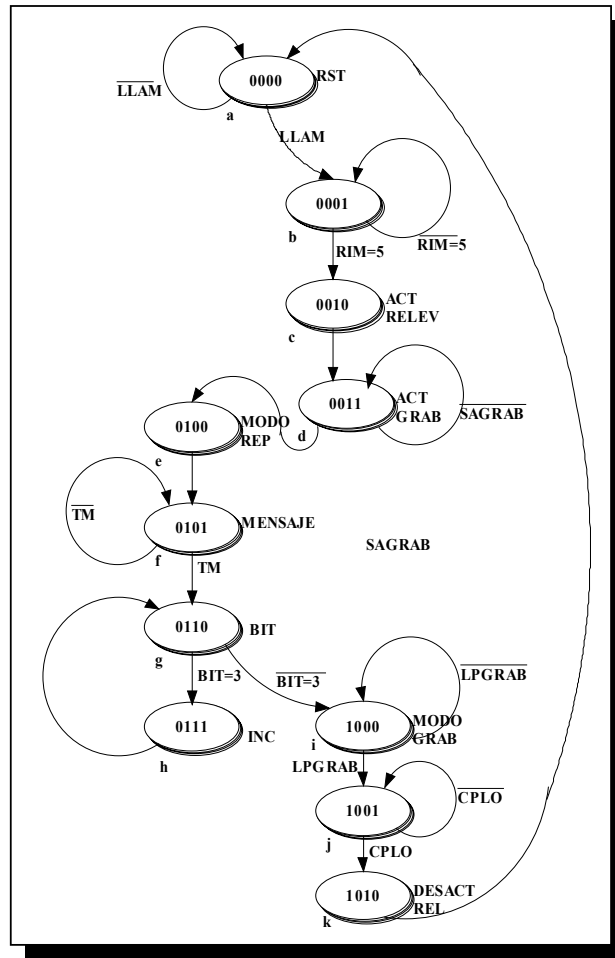 0000
RST
LLAM
a
LLAM
0001
b
RIM=5
RIM=5
0010
ACT
RELEV
c
0011
ACT
GRAB
SAGRAB
d
0100
MODO
REP
e
0101
MENSAJE
TM
f
TM
SAGRAB
0110
BIT
g
BIT=3
BIT=3
LPGRAB
0111
INC
h
1000
MODO
GRAB
i
LPGRAB
1001
CPLO
j
CPLO
1010
DESACT
REL
k